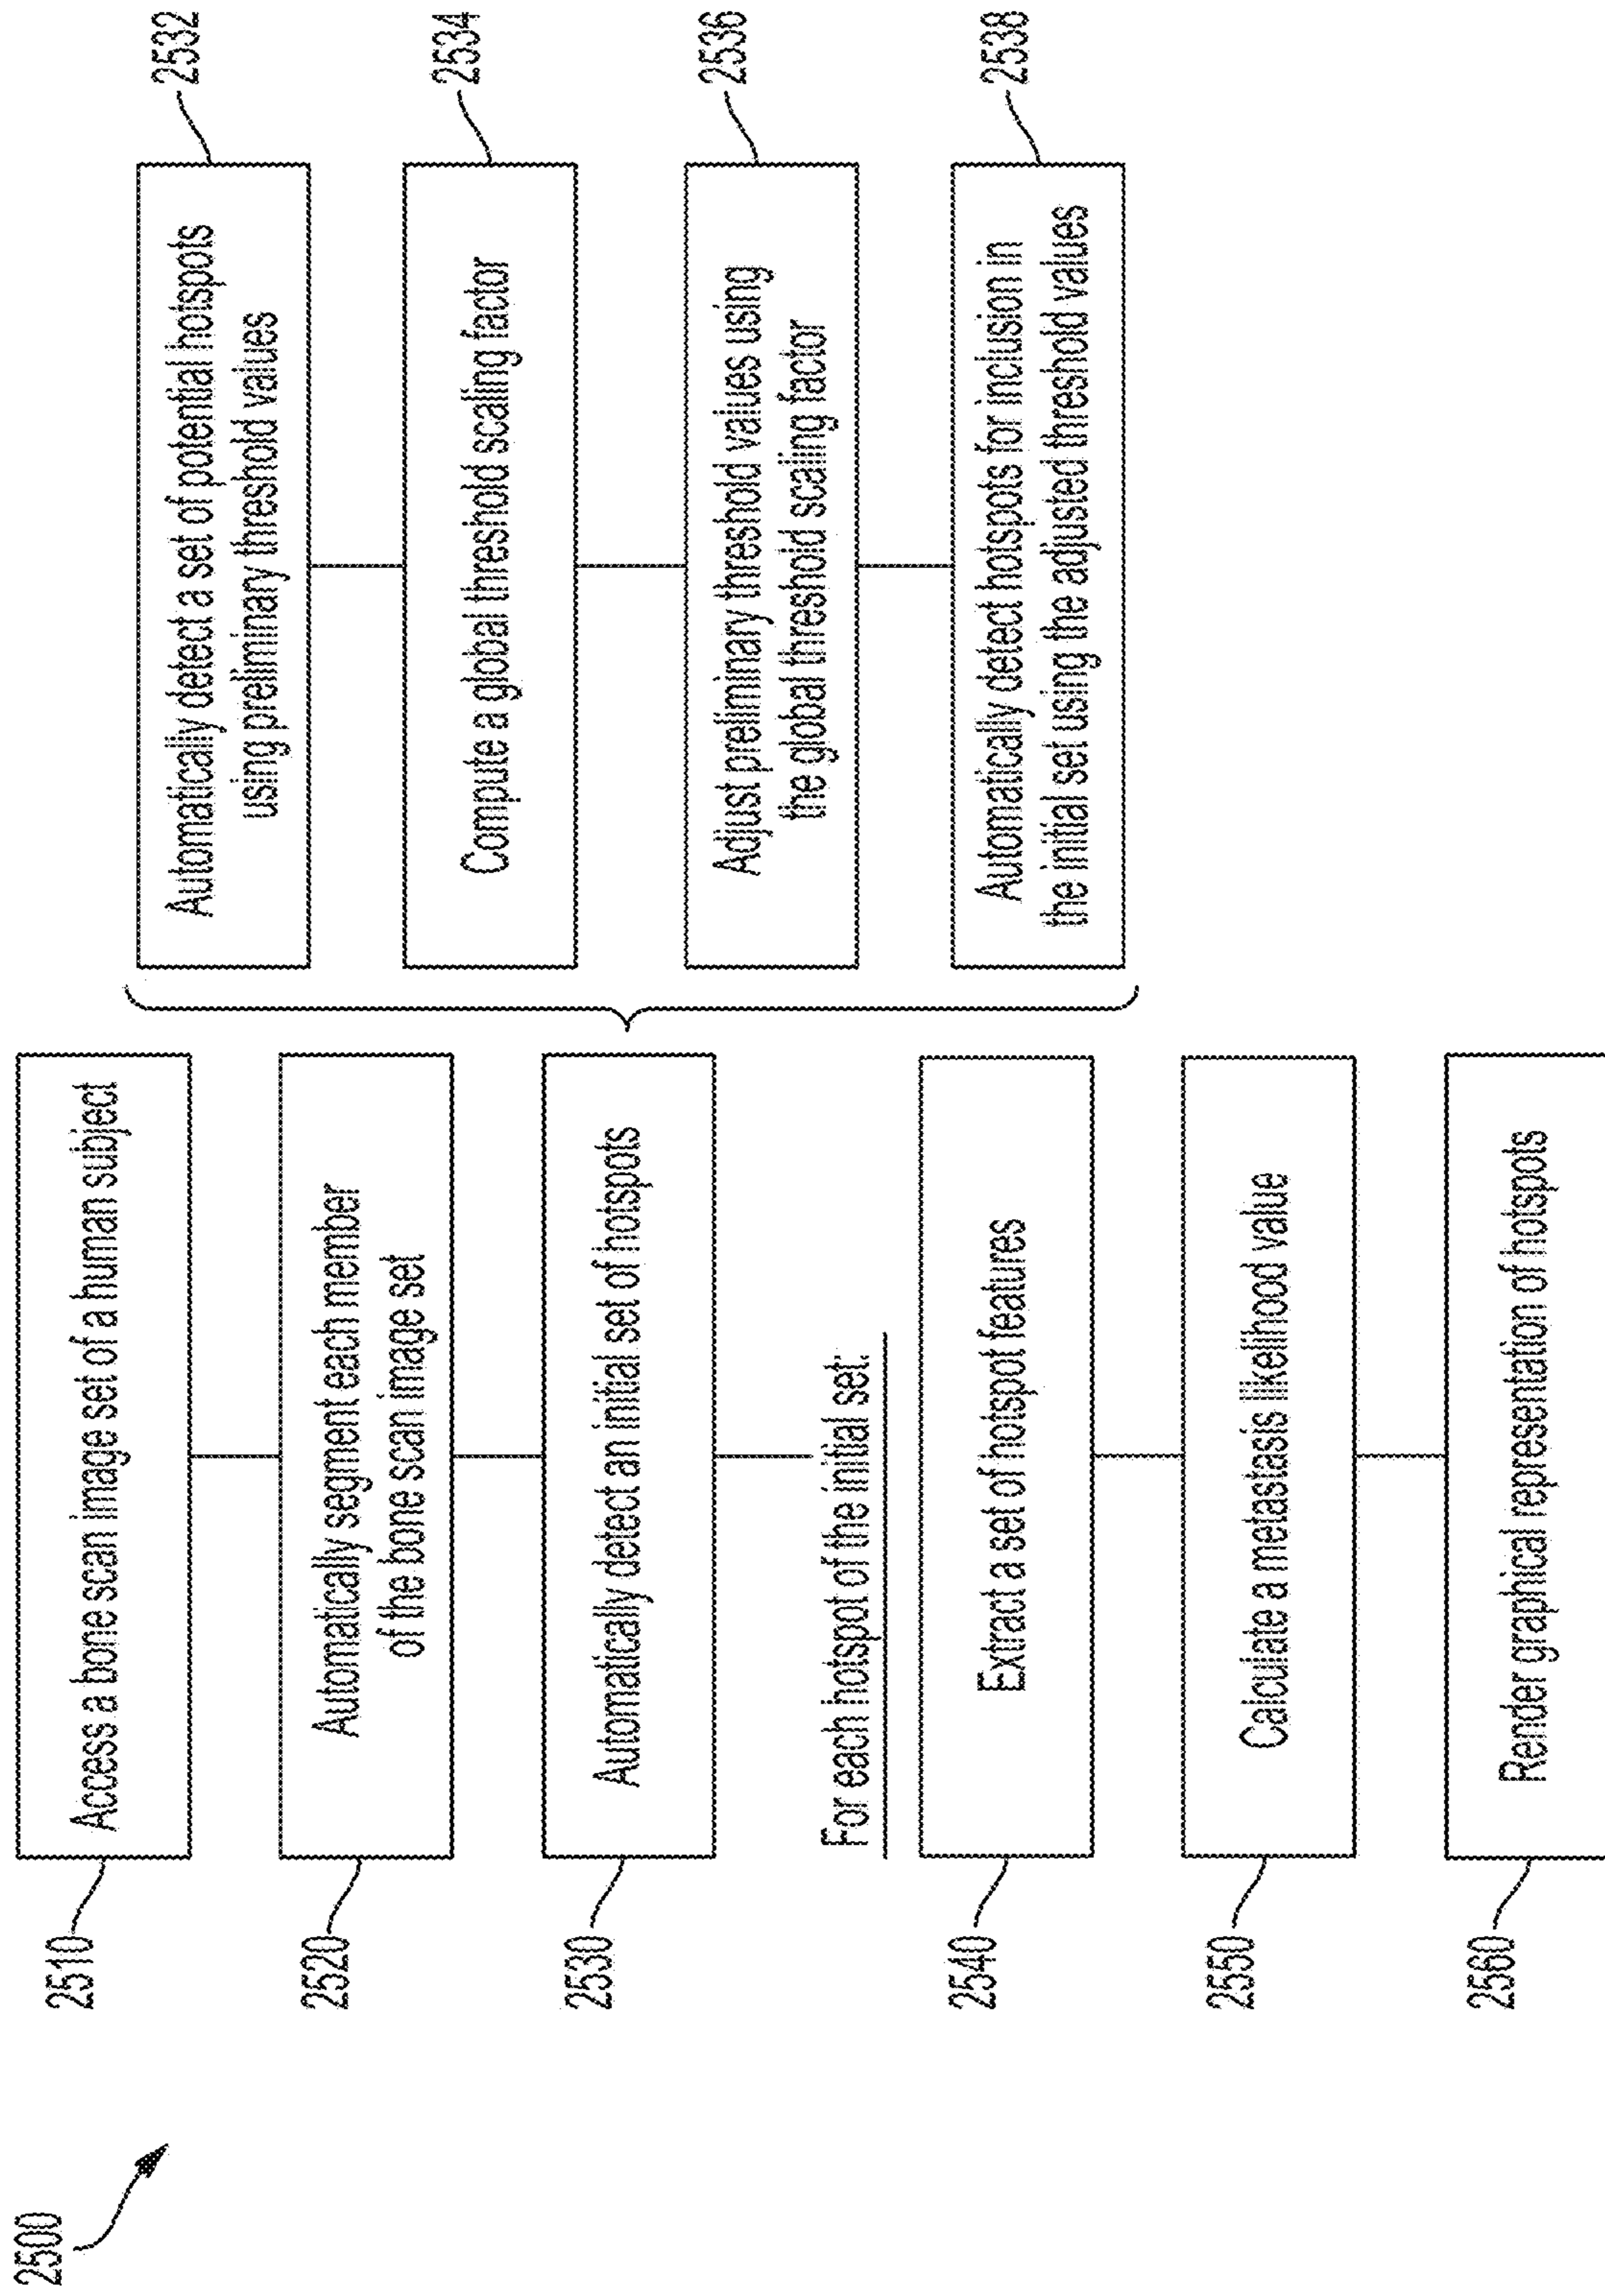 2500
2510
Access a bone scan image set of a human subject
2520
Automatically segment each member
of the bone scan image set
2530
Automatically detect an initial set of hotspots
2532
Automatically detect a set of potential hotspots
using preliminary threshold values
2534
Compute a global threshold scaling factor
2536
Adjust preliminary threshold values using
the global threshold scaling factor
2538
Automatically detect hotspots for inclusion in
the initial set using the adjusted threshold values
For each hotspot of the initial set:
2540
Extract a set of hotspot features
2550
Calculate a metastasis likelihood value
2560
Render graphical representation of hotspots